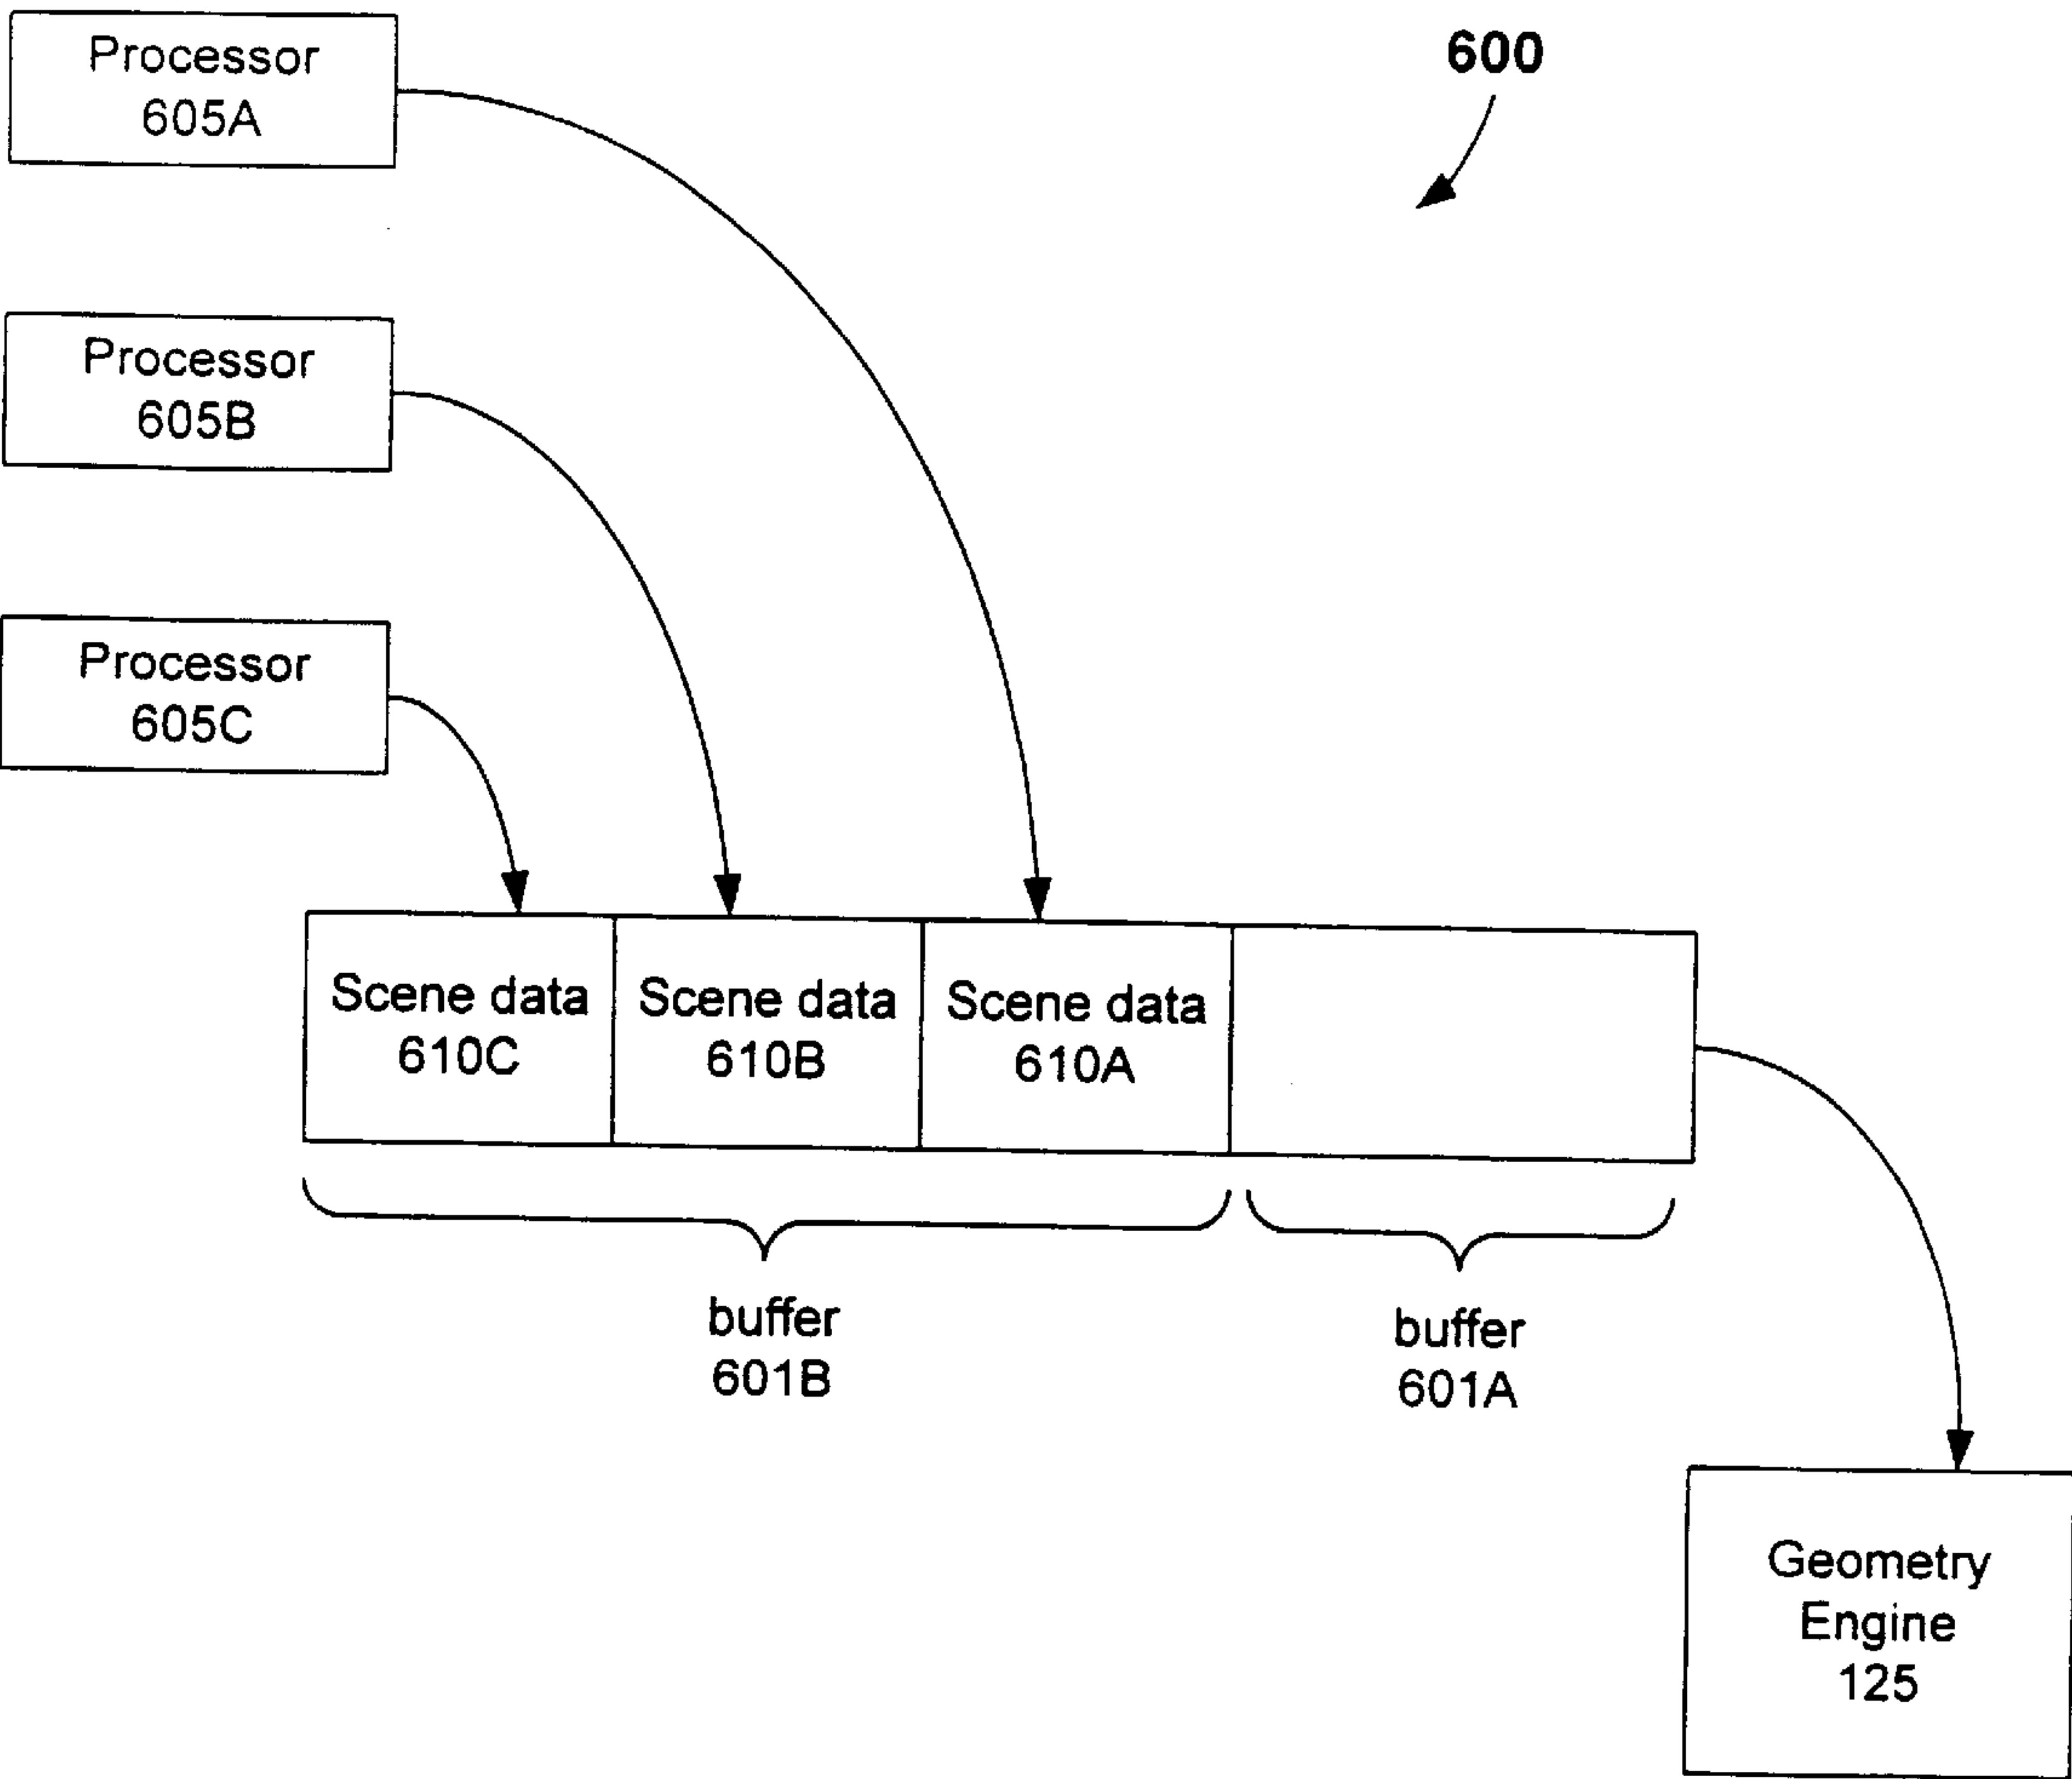 Processor
605A
600
Processor
605B
Processor
605C
Scene data
610C
Scene data
610B
Scene data
610A
buffer
601B
buffer
601A
Geometry
Engine
125